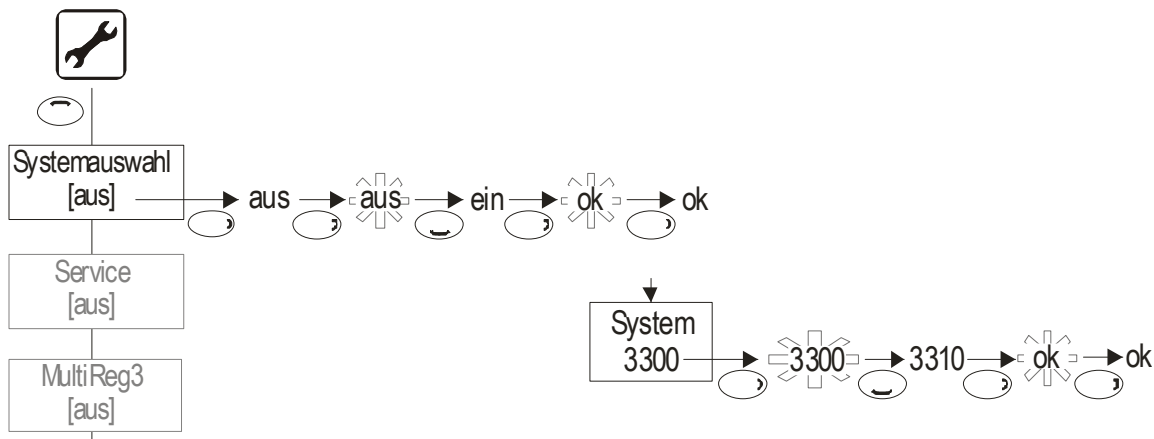 Systemauswahl
[aus]
aus
aus
ein
ok
ok
Service
[aus]
System
3300
3300
3310
ok
ok
MultiReg3
[aus]